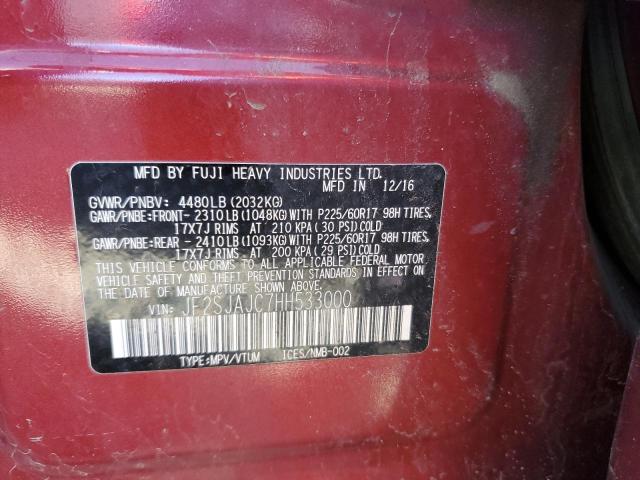 MFD BY FUJI HEAVY INDUSTRIES LTD.
MFD IN 12/16
GVWR/PNBV: 4480LB (2032KG)
GAWR/PNBE:FRONT- 2310LB (1048KG) WITH P225/60R17 98H TIRES,
17X7J RIMS AT 210 KPA ( 30 PSI) COLD
GAWR/PNBE:REAR - 2410LB (1093KG) WITH P225/60R17 98H TIRES,
17X7J RIMS AT 200 KPA ( 29 PSI) COLD
THIS VEHICLE CONFORMS TO ALL APPLICABLE FEDERAL MOTOR
VEHICLE SAFETY AND THEFT PREVENTION STANDARDS IN EFFECT
ON THE DATE OF MANUFACTURE SHOWN ABOVE.
VIN: JF2SJAJC7HH533000
TYPE:MPV/VTUM ICES/NMB-002